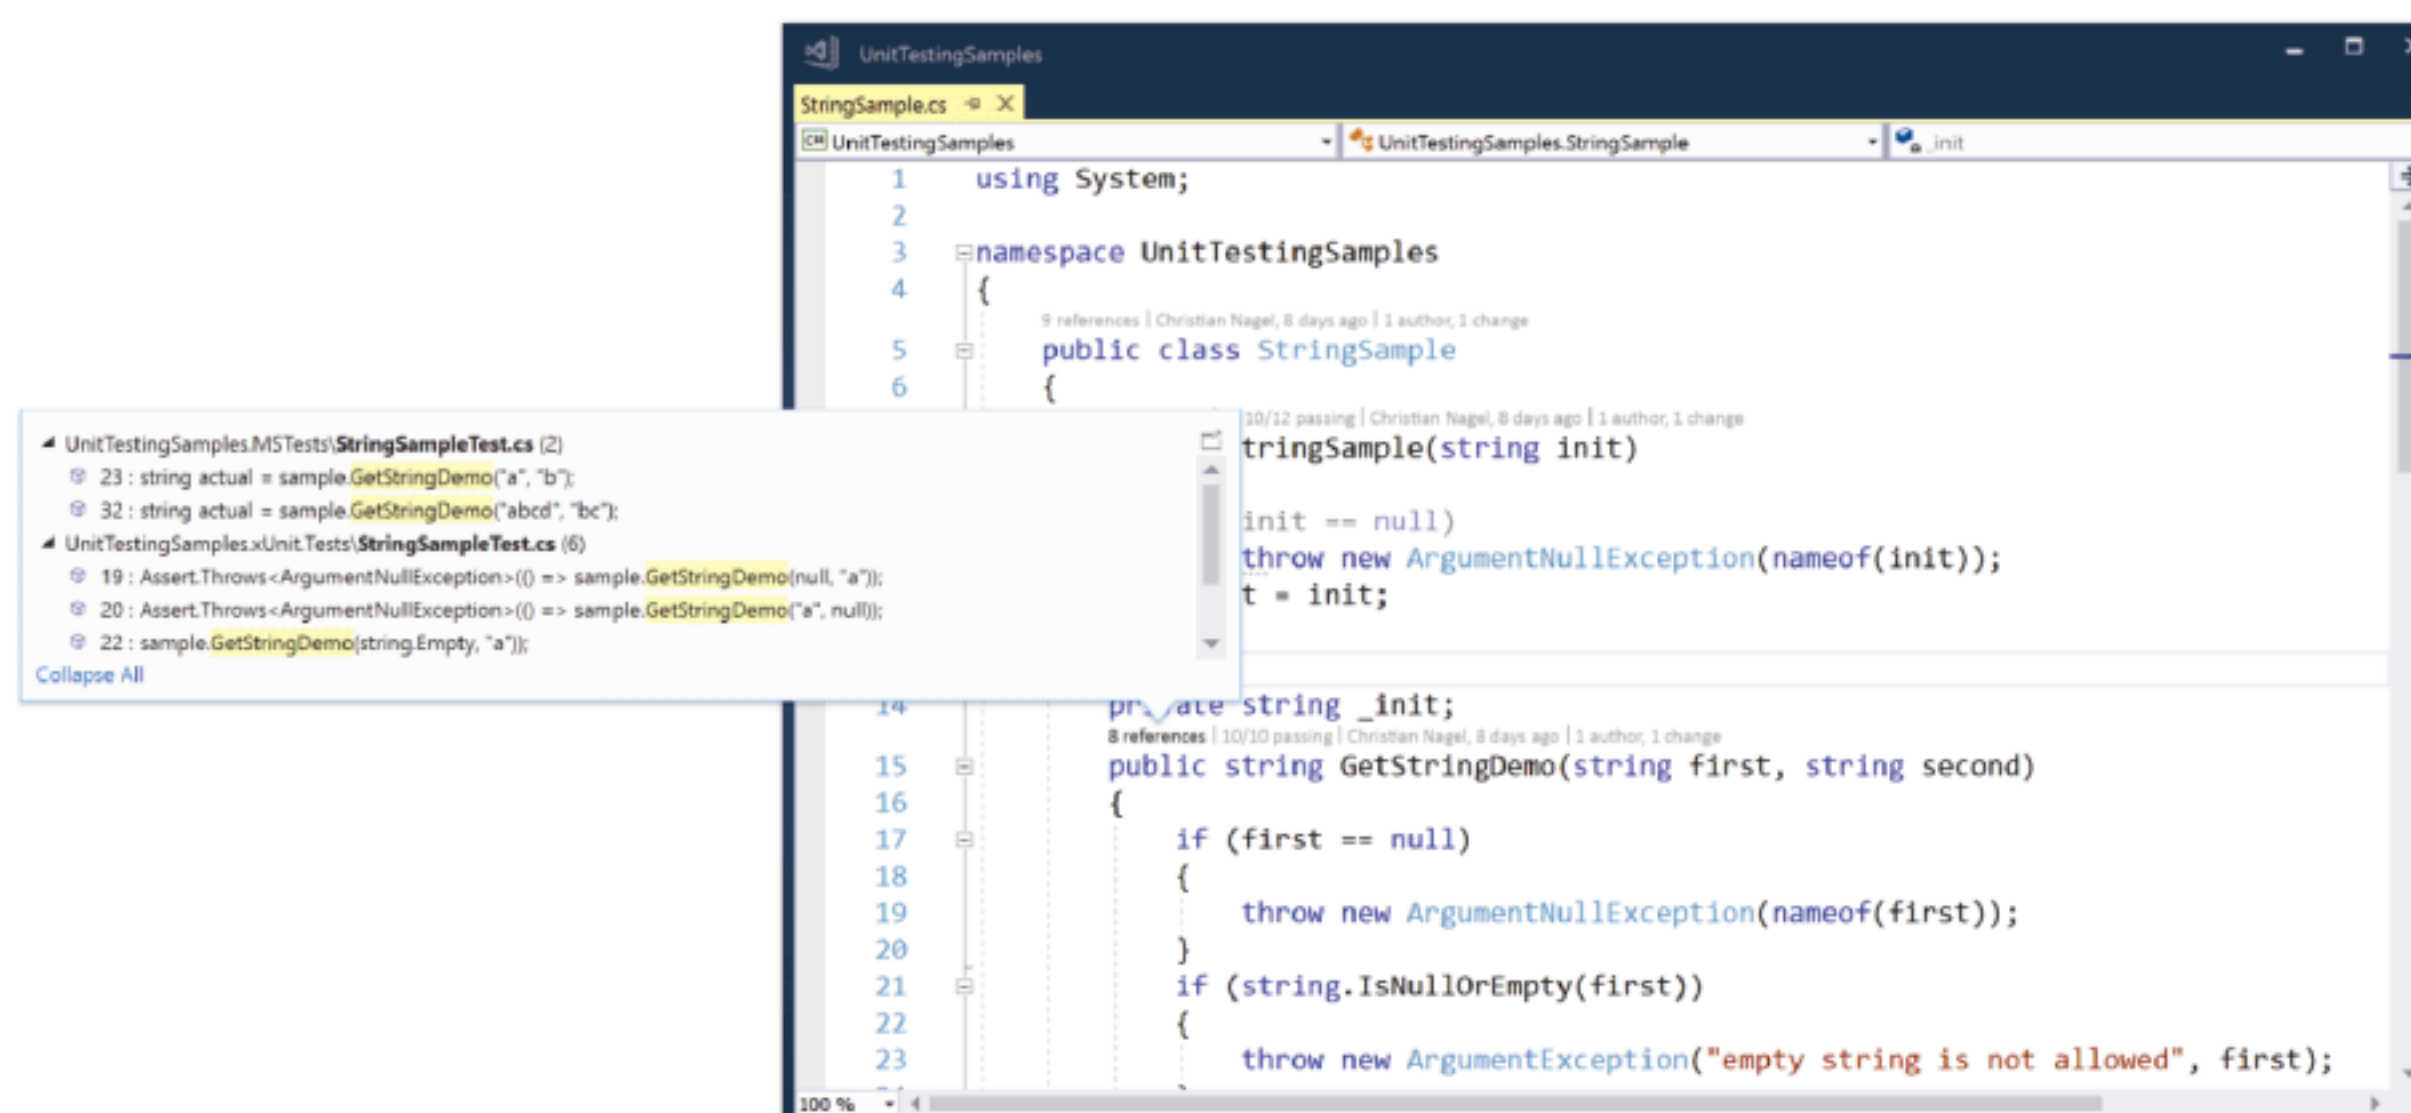 UnitTestingSamples
StringSample.cs
UnitTestingSamples
UnitTestingSamples.StringSample
_init
1 using System;
2
3 namespace UnitTestingSamples
4 {
9 references | Christian Nagel, 8 days ago | 1 author, 1 change
5 public class StringSample
6 {
10/12 passing | Christian Nagel, 8 days ago | 1 author, 1 change
tringSample(string init)
init == null)
throw new ArgumentNullException(nameof(init));
t = init;
UnitTestingSamples.MSTests\StringSampleTest.cs (2)
23 : string actual = sample.GetStringDemo("a", "b");
32 : string actual = sample.GetStringDemo("abcd", "bc");
UnitTestingSamples.xUnit.Tests\StringSampleTest.cs (6)
19 : Assert.Throws<ArgumentNullException>(() => sample.GetStringDemo(null, "a"));
20 : Assert.Throws<ArgumentNullException>(() => sample.GetStringDemo("a", null));
22 : sample.GetStringDemo(string.Empty, "a"));
Collapse All
14 private string _init;
8 references | 10/10 passing | Christian Nagel, 8 days ago | 1 author, 1 change
15 public string GetStringDemo(string first, string second)
16 {
17 if (first == null)
18 {
19 throw new ArgumentNullException(nameof(first));
20 }
21 if (string.IsNullOrEmpty(first))
22 {
23 throw new ArgumentException("empty string is not allowed", first);
100 %